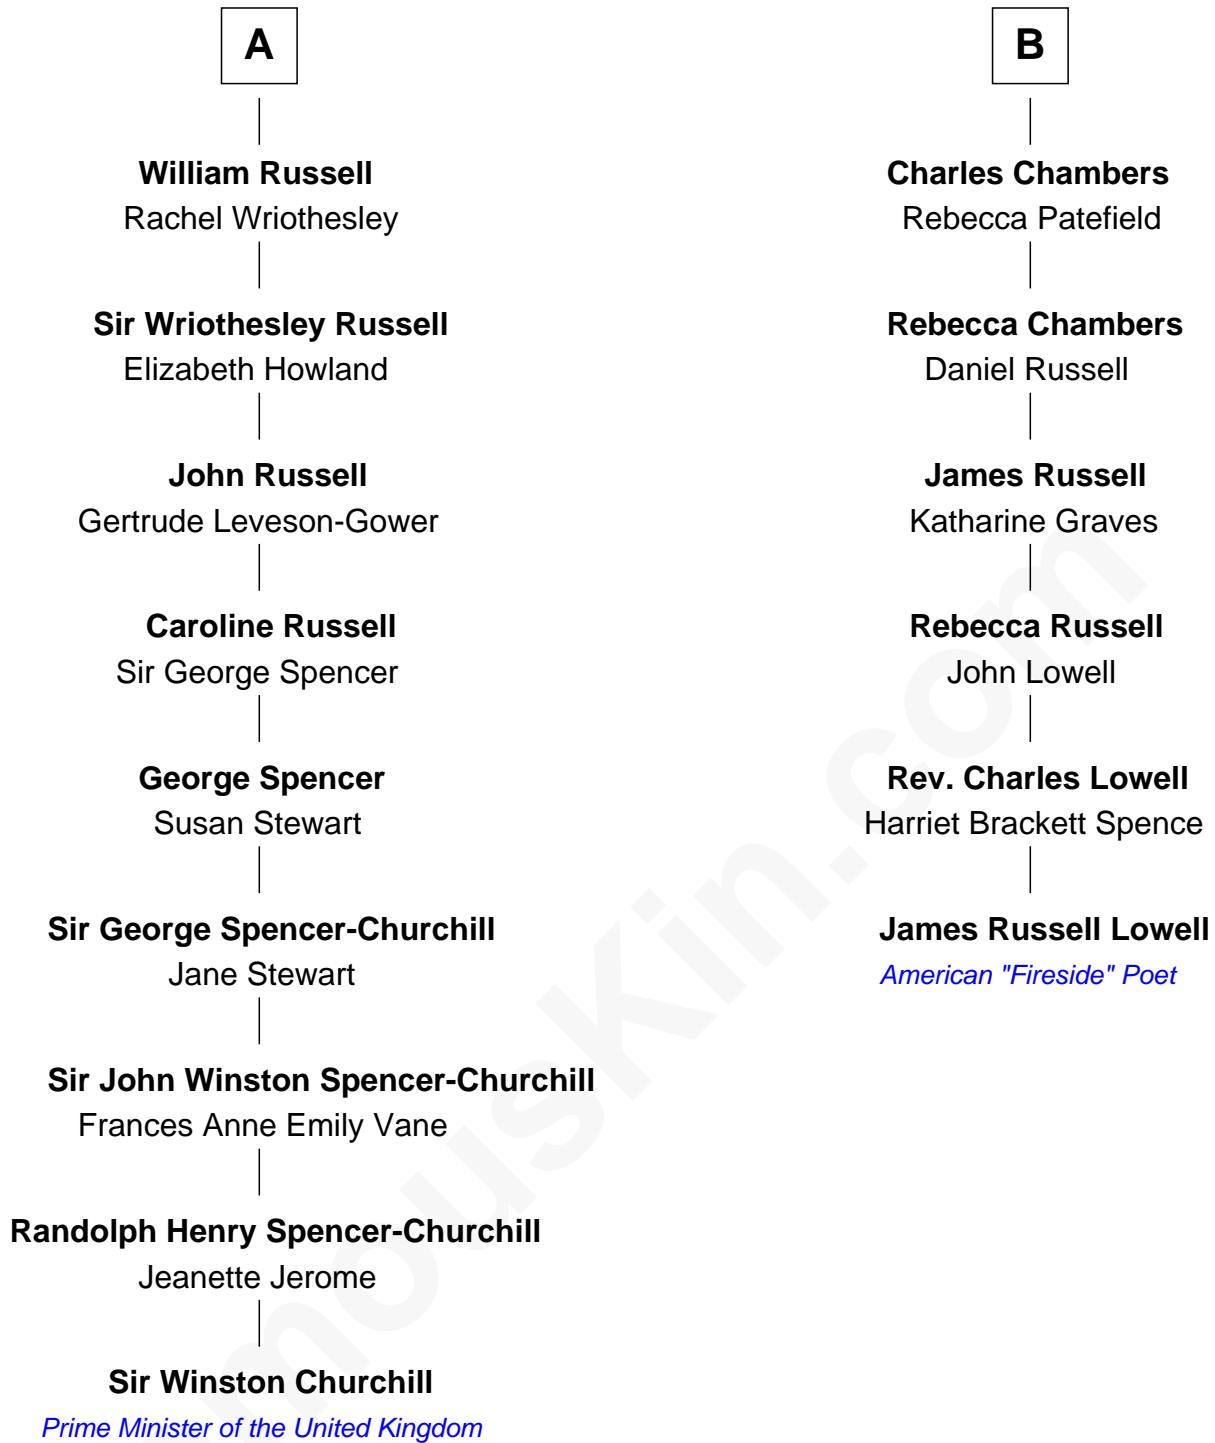 A
William Russell
Rachel Wriothesley
Sir Wriothesley Russell
Elizabeth Howland
John Russell
Gertrude Leveson-Gower
Caroline Russell
Sir George Spencer
George Spencer
Susan Stewart
Sir George Spencer-Churchill
Jane Stewart
Sir John Winston Spencer-Churchill
Frances Anne Emily Vane
Randolph Henry Spencer-Churchill
Jeanette Jerome
Sir Winston Churchill
Prime Minister of the United Kingdom
B
Charles Chambers
Rebecca Patefield
Rebecca Chambers
Daniel Russell
James Russell
Katharine Graves
Rebecca Russell
John Lowell
Rev. Charles Lowell
Harriet Brackett Spence
James Russell Lowell
American "Fireside" Poet
mousKin.com